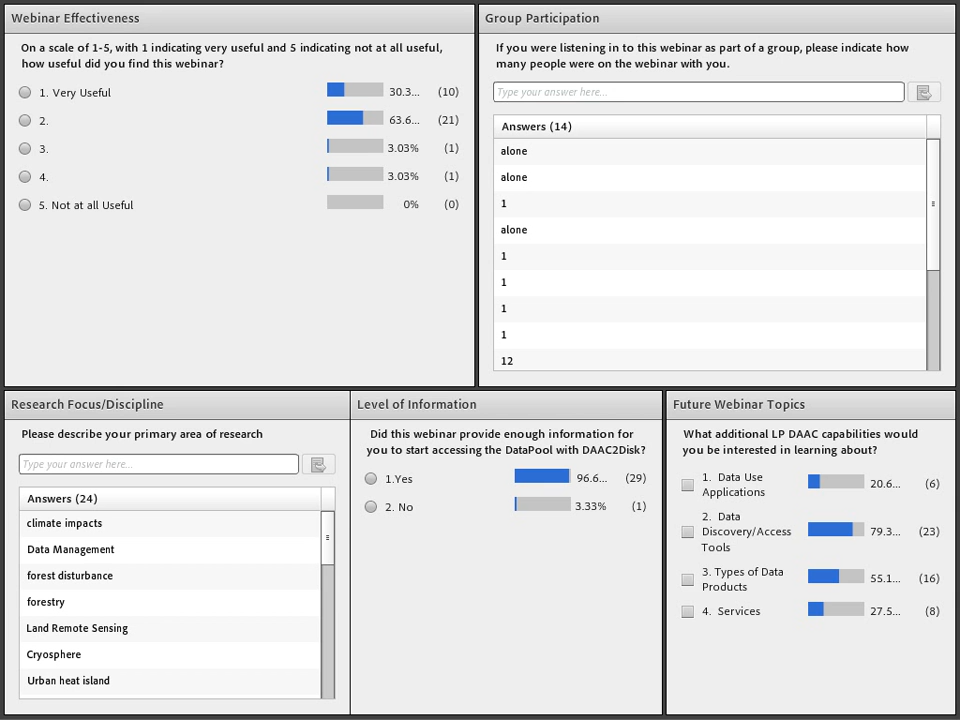 Webinar Effectiveness
On a scale of 1-5, with 1 indicating very useful and 5 indicating not at all useful,
how useful did you find this webinar?
1. Very Useful 30.3... (10)
2. 63.6... (21)
3. 3.03% (1)
4. 3.03% (1)
5. Not at all Useful 0% (0)
Group Participation
If you were listening in to this webinar as part of a group, please indicate how
many people were on the webinar with you.
Type your answer here...
Answers (14)
alone
alone
1
alone
1
1
1
1
12
Research Focus/Discipline
Please describe your primary area of research
Type your answer here...
Answers (24)
climate impacts
Data Management
forest disturbance
forestry
Land Remote Sensing
Cryosphere
Urban heat island
Level of Information
Did this webinar provide enough information for
you to start accessing the DataPool with DAAC2Disk?
1.Yes 96.6... (29)
2. No 3.33% (1)
Future Webinar Topics
What additional LP DAAC capabilities would
you be interested in learning about?
1. Data Use
Applications 20.6... (6)
2. Data
Discovery/Access 79.3... (23)
Tools
3. Types of Data
Products 55.1... (16)
4. Services 27.5... (8)